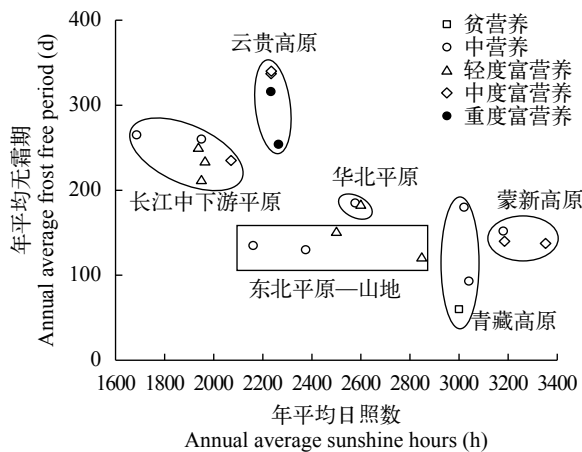 400
300
200
100
0
1600
2000
2200
2600
3000
3200
3400
年平均无霜期
Annual average frost free period (d)
年平均日照数
Annual average sunshine hours (h)
云贵高原
长江中下游平原
华北平原
东北平原—山地
蒙新高原
青藏高原
贫营养
中营养
轻度富营养
中度富营养
重度富营养